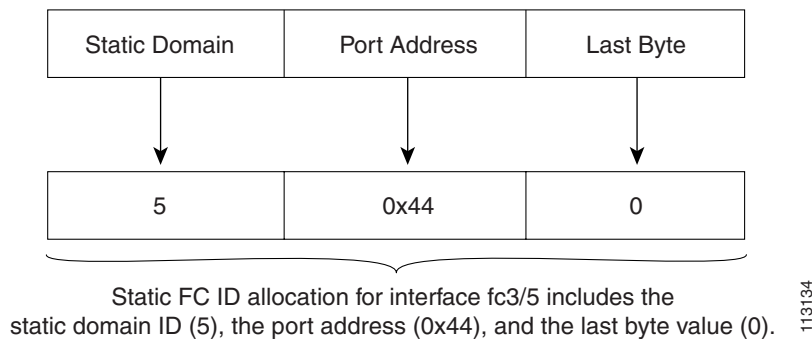 Static Domain
Port Address
Last Byte
5
0x44
0
Static FC ID allocation for interface fc3/5 includes the
static domain ID (5), the port address (0x44), and the last byte value (0).
113134